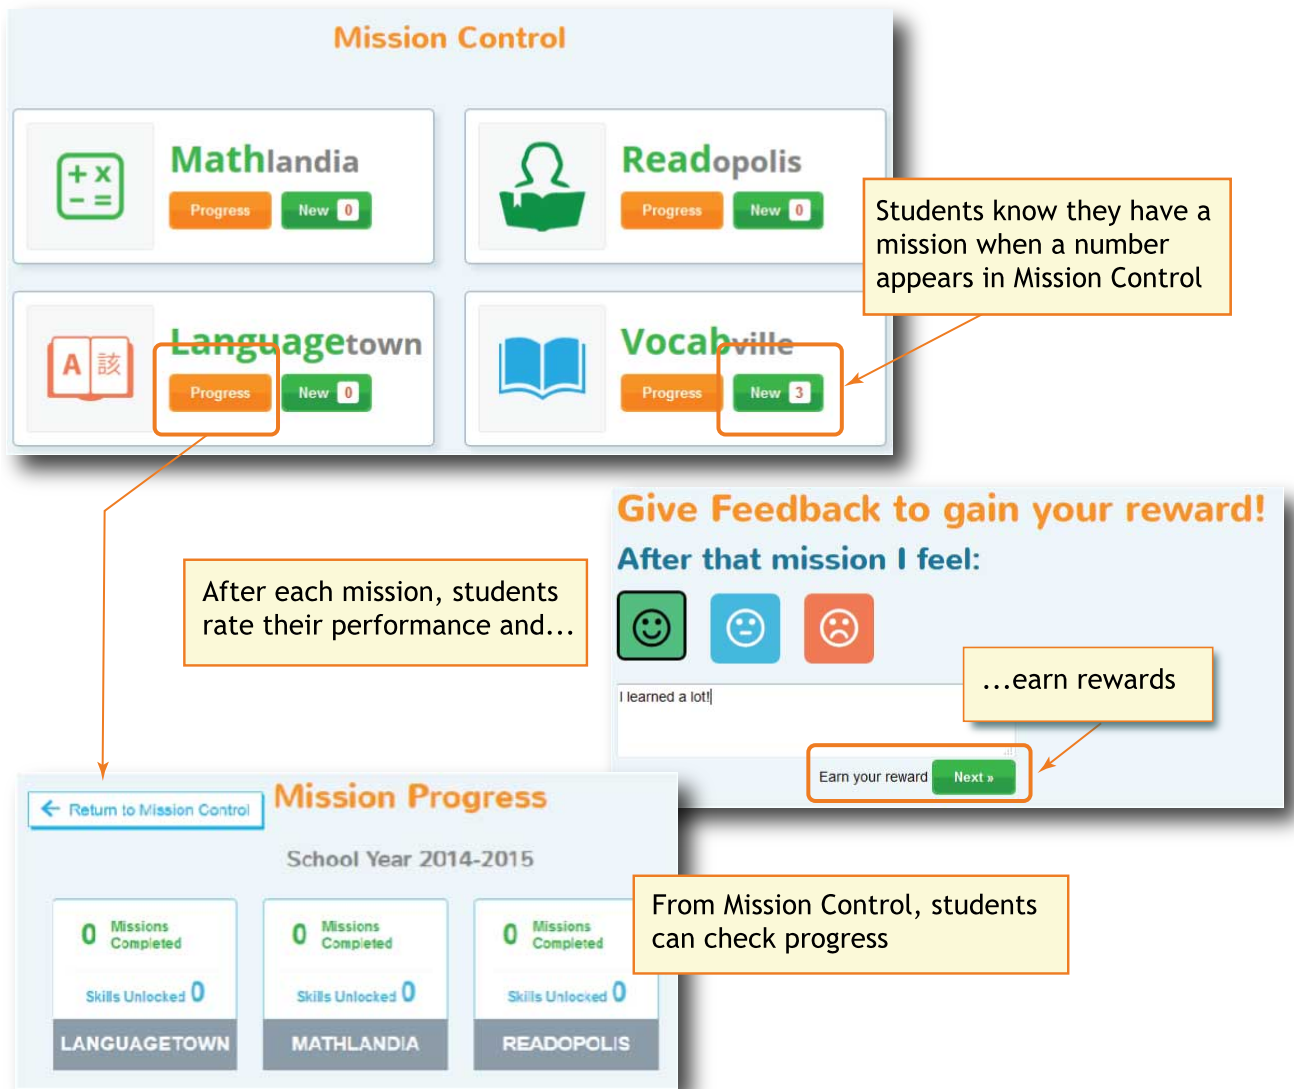 Mission Control
Mathlandia
Progress New 0
Readopolis
Progress New 0
Students know they have a
mission when a number
appears in Mission Control
A 該
Languagetown
Progress New 0
Vocabville
Progress New 3
Give Feedback to gain your reward!
After that mission I feel:
After each mission, students
rate their performance and...
I learned a lot!
...earn rewards
Earn your reward Next »
Return to Mission Control
Mission Progress
School Year 2014-2015
0 Missions Completed
Skills Unlocked 0
LANGUAGETOWN
0 Missions Completed
Skills Unlocked 0
MATHLANDIA
0 Missions Completed
Skills Unlocked 0
READOPOLIS
From Mission Control, students
can check progress